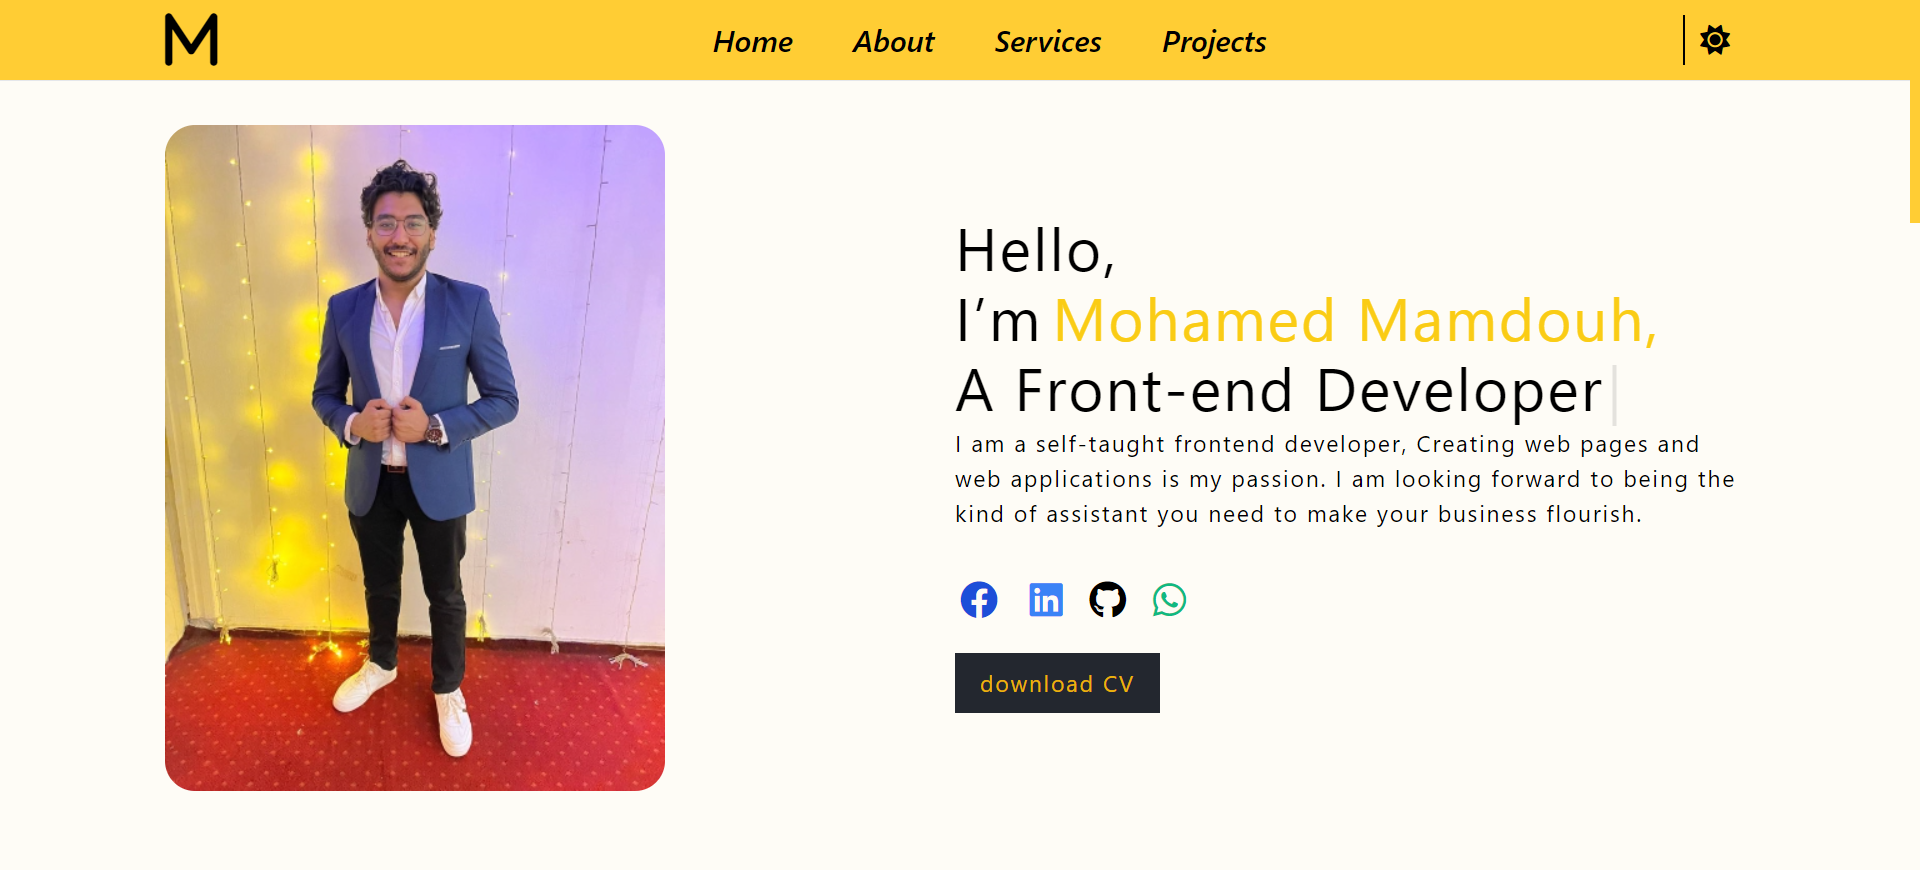 M
Home About Services Projects
Hello,
I’m Mohamed Mamdouh,
A Front-end Developer
I am a self-taught frontend developer, Creating web pages and
web applications is my passion. I am looking forward to being the
kind of assistant you need to make your business flourish.
download CV